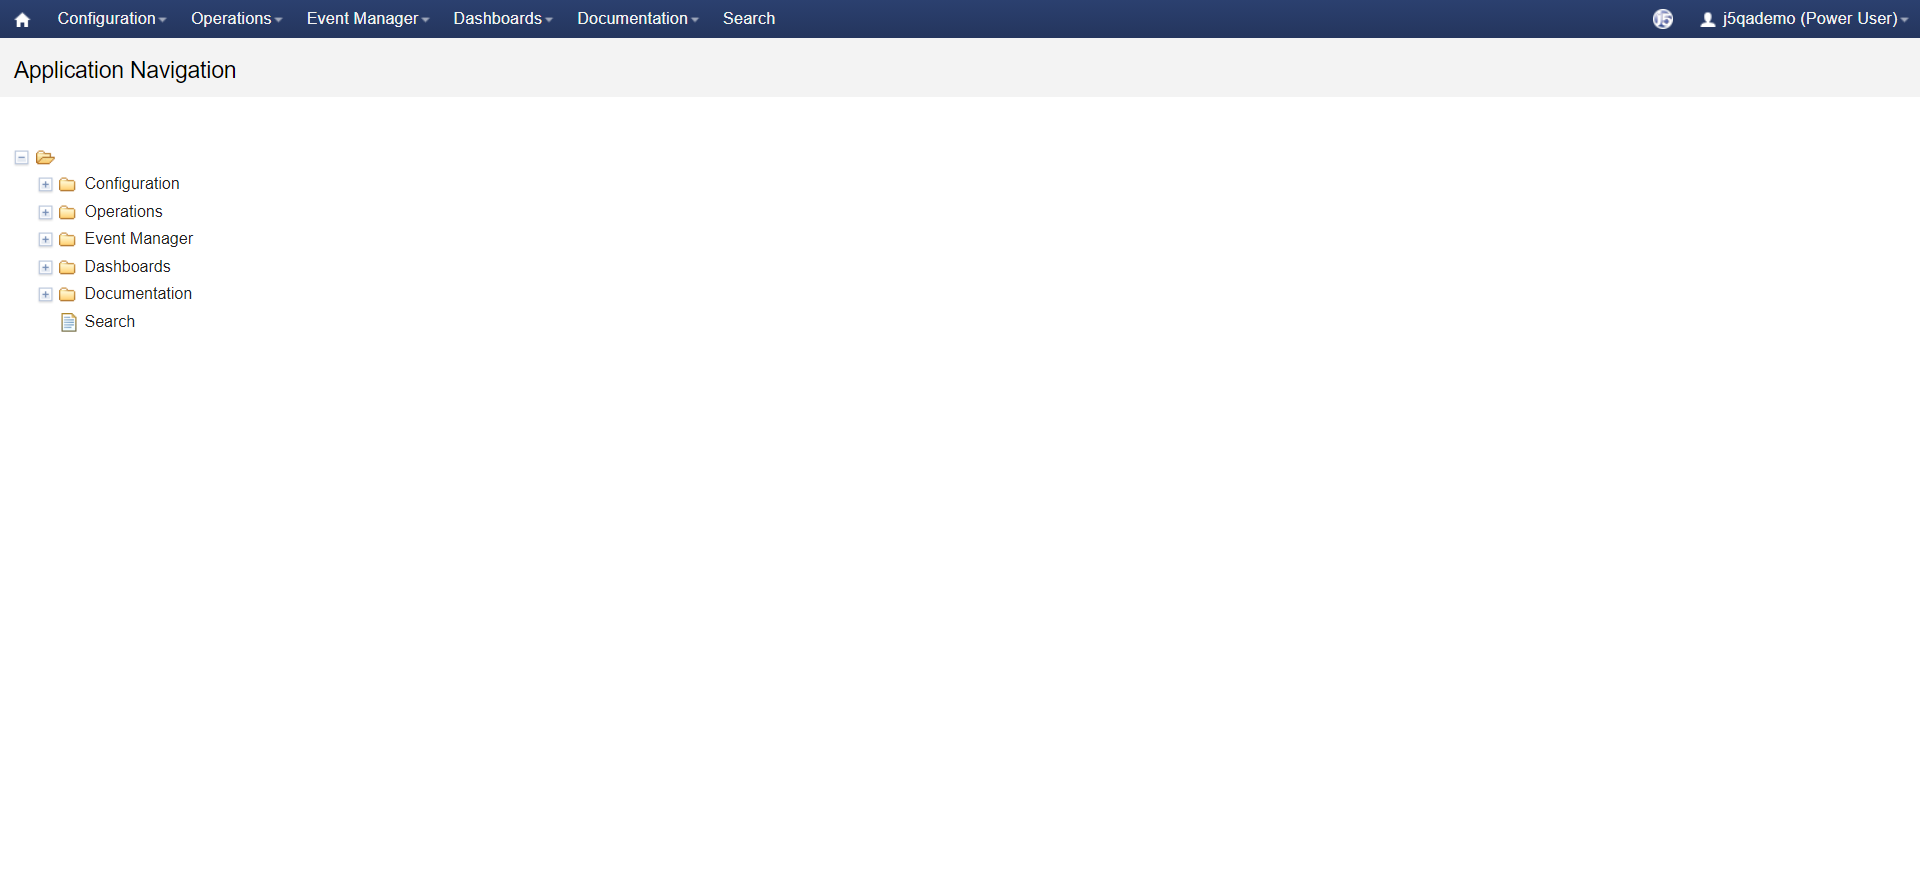 Configuration Operations Event Manager Dashboards Documentation Search j5 j5qademo (Power User)
Application Navigation
Configuration
Operations
Event Manager
Dashboards
Documentation
Search